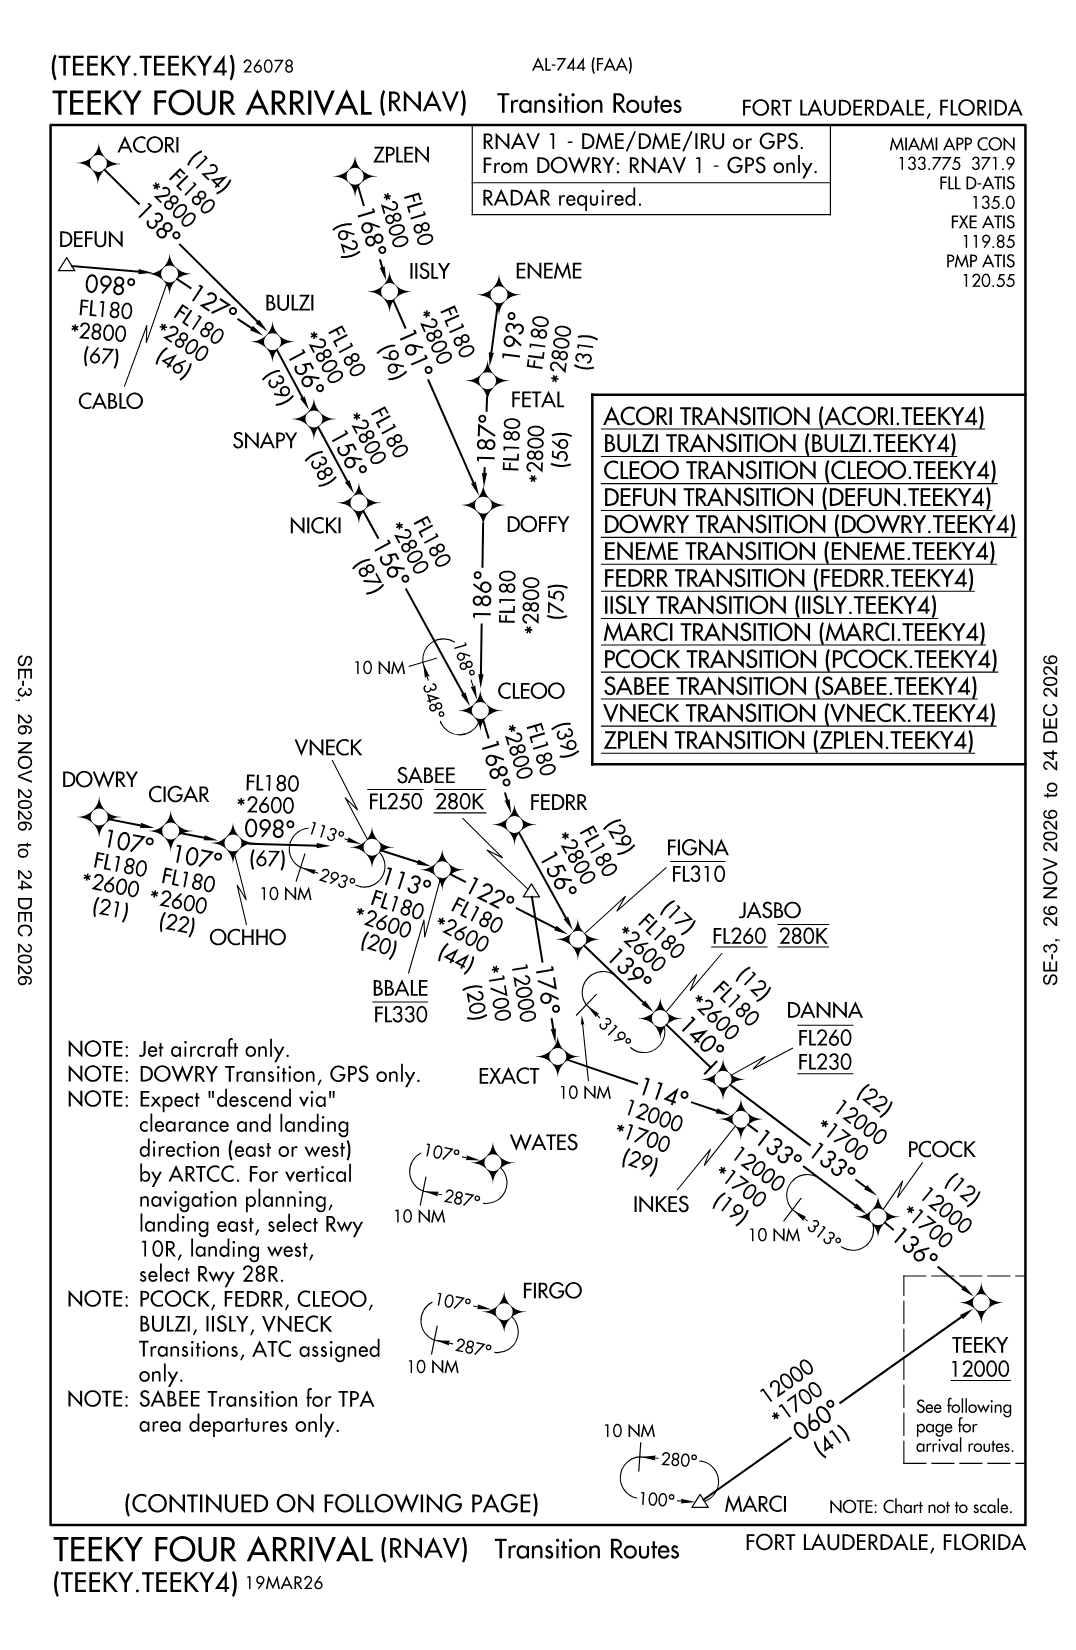 (TEEKY.TEEKY4) 26078
AL-744 (FAA)
TEEKY FOUR ARRIVAL (RNAV) Transition Routes
FORT LAUDERDALE, FLORIDA
RNAV 1 - DME/DME/IRU or GPS.
From DOWRY: RNAV 1 - GPS only.
RADAR required.
MIAMI APP CON
133.775 371.9
FLL D-ATIS
135.0
FXE ATIS
119.85
PMP ATIS
120.55
ACORI
138°
*2800
FL180
(124)
ZPLEN
(62)
168°
*2800
FL180
DEFUN
098°
FL180
*2800
(67)
CABLO
127°
FL180
*2800
(46)
IISLY
(96)
161°
*2800
FL180
ENEME
193°
FL180
*2800
(31)
BULZI
(39)
156°
*2800
FL180
FETAL
187°
FL180
*2800
(56)
SNAPY
(38)
156°
*2800
FL180
NICKI
(87)
156°
*2800
FL180
DOFFY
186°
FL180
*2800
(75)
ACORI TRANSITION (ACORI.TEEKY4)
BULZI TRANSITION (BULZI.TEEKY4)
CLEOO TRANSITION (CLEOO.TEEKY4)
DEFUN TRANSITION (DEFUN.TEEKY4)
DOWRY TRANSITION (DOWRY.TEEKY4)
ENEME TRANSITION (ENEME.TEEKY4)
FEDRR TRANSITION (FEDRR.TEEKY4)
IISLY TRANSITION (IISLY.TEEKY4)
MARCI TRANSITION (MARCI.TEEKY4)
PCOCK TRANSITION (PCOCK.TEEKY4)
SABEE TRANSITION (SABEE.TEEKY4)
VNECK TRANSITION (VNECK.TEEKY4)
ZPLEN TRANSITION (ZPLEN.TEEKY4)
10 NM
168°
348°
CLEOO
168°
*2800
FL180
(39)
VNECK
SABEE
FL250 280K
DOWRY
107°
FL180
*2600
(21)
CIGAR
107°
FL180
*2600
(22)
OCHHO
FL180
*2600
098°
(67)
113°
293°
10 NM
113°
FL180
*2600
(20)
BBALE
FL330
122°
FL180
*2600
(44)
FEDRR
156°
*2800
FL180
(29)
FIGNA
FL310
139°
*2600
FL180
(17)
JASBO
FL260 280K
319°
10 NM
140°
*2600
FL180
(12)
DANNA
FL260
FL230
176°
12000
*1700
(20)
EXACT
114°
12000
*1700
(29)
INKES
133°
12000
*1700
(19)
133°
*1700
12000
(22)
PCOCK
313°
10 NM
136°
*1700
12000
(12)
TEEKY
12000
See following
page for
arrival routes.
NOTE: Jet aircraft only.
NOTE: DOWRY Transition, GPS only.
NOTE: Expect "descend via"
clearance and landing
direction (east or west)
by ARTCC. For vertical
navigation planning,
landing east, select Rwy
10R, landing west,
select Rwy 28R.
NOTE: PCOCK, FEDRR, CLEOO,
BULZI, IISLY, VNECK
Transitions, ATC assigned
only.
NOTE: SABEE Transition for TPA
area departures only.
WATES
107°
287°
10 NM
FIRGO
107°
287°
10 NM
12000
*1700
060°
(41)
10 NM
280°
100°
MARCI
(CONTINUED ON FOLLOWING PAGE)
NOTE: Chart not to scale.
TEEKY FOUR ARRIVAL (RNAV) Transition Routes
FORT LAUDERDALE, FLORIDA
(TEEKY.TEEKY4) 19MAR26
SE-3, 26 NOV 2026 to 24 DEC 2026
SE-3, 26 NOV 2026 to 24 DEC 2026